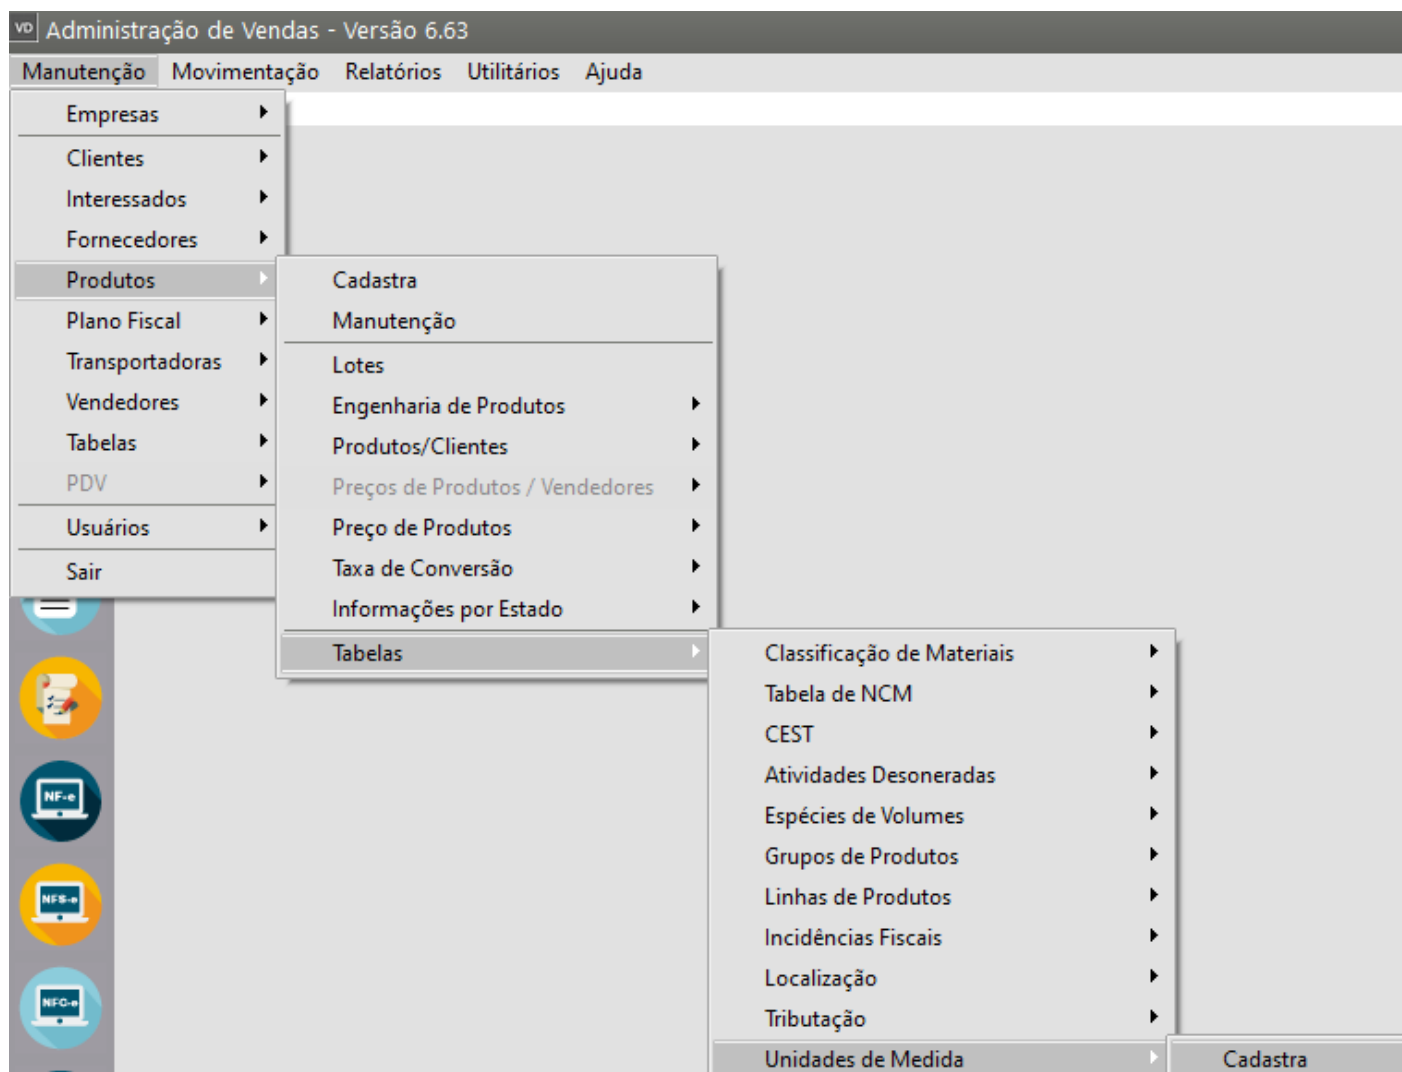 VD Administração de Vendas - Versão 6.63
Manutenção Movimentação Relatórios Utilitários Ajuda
Empresas
Clientes
Interessados
Fornecedores
Produtos
Plano Fiscal
Transportadoras
Vendedores
Tabelas
PDV
Usuários
Sair
Cadastra
Manutenção
Lotes
Engenharia de Produtos
Produtos/Clientes
Preços de Produtos / Vendedores
Preço de Produtos
Taxa de Conversão
Informações por Estado
Tabelas
Classificação de Materiais
Tabela de NCM
CEST
Atividades Desoneradas
Espécies de Volumes
Grupos de Produtos
Linhas de Produtos
Incidências Fiscais
Localização
Tributação
Unidades de Medida
Cadastra
NF-e
NFS-e
NFC-e